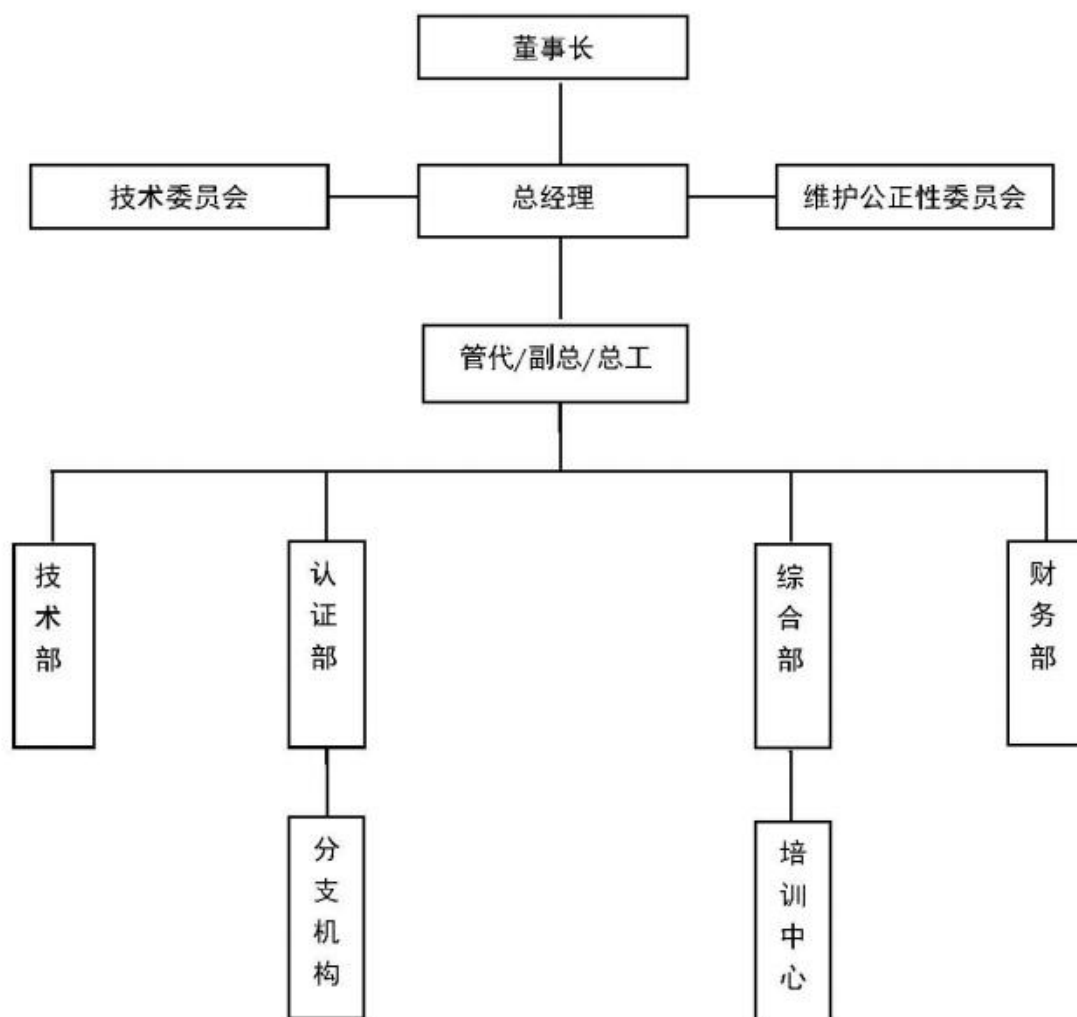 董事长
技术委员会
总经理
维护公正性委员会
管代/副总/总工
技术部
认证部
综合部
财务部
分支机构
培训中心